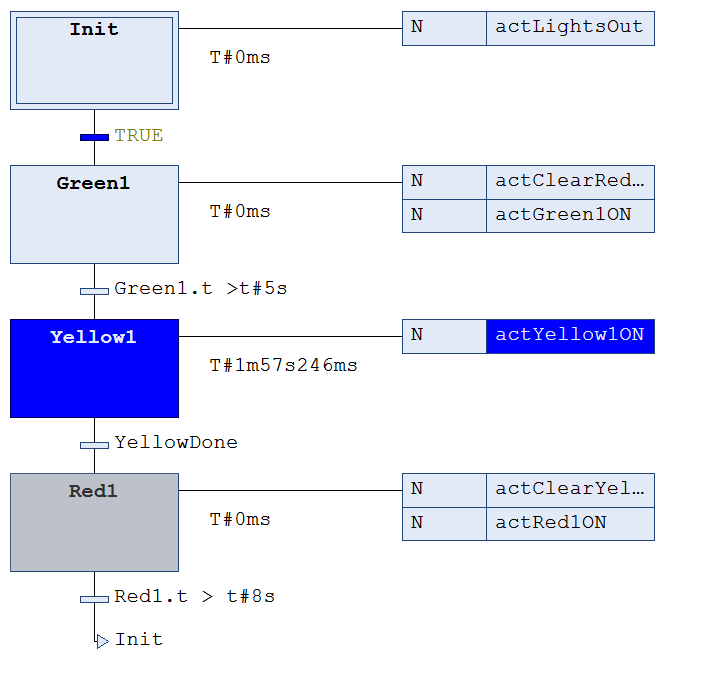 Init
N actLightsOut
T#0ms
TRUE
Green1
N actClearRed…
T#0ms
N actGreen1ON
Green1.t >t#5s
Yellow1
N actYellow1ON
T#1m57s246ms
YellowDone
Red1
N actClearYel…
T#0ms
N actRed1ON
Red1.t > t#8s
Init